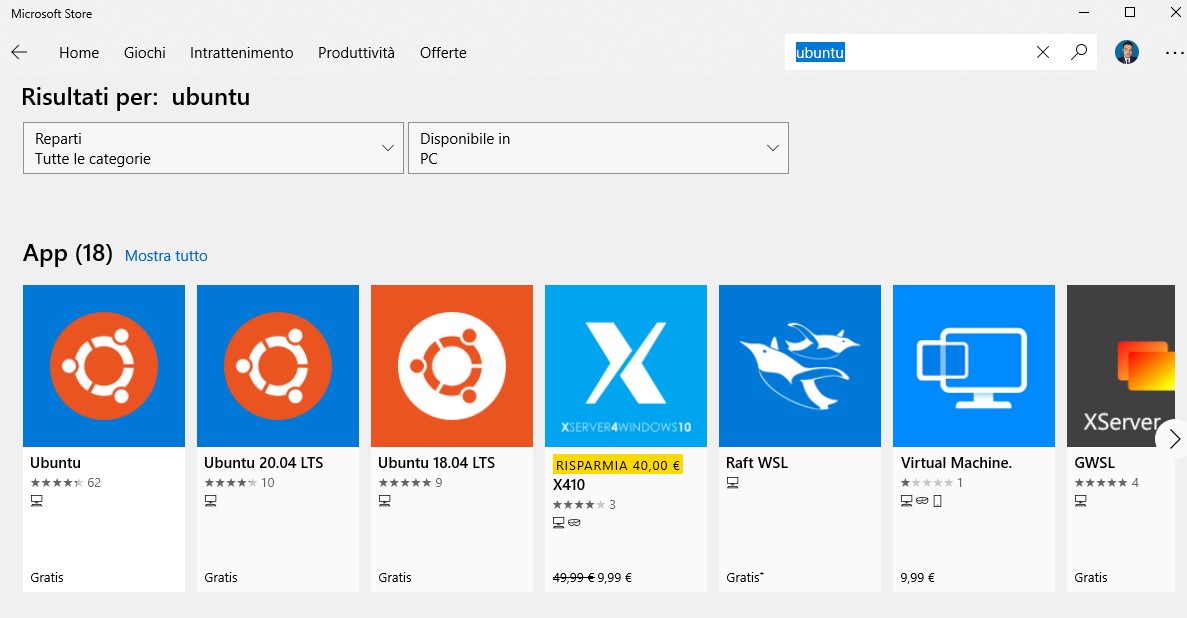 Microsoft Store
Home Giochi Intrattenimento Produttività Offerte ubuntu
Risultati per: ubuntu
Reparti
Tutte le categorie
Disponibile in
PC
App (18) Mostra tutto
Ubuntu
62
Gratis
Ubuntu 20.04 LTS
10
Gratis
Ubuntu 18.04 LTS
9
Gratis
X
XSERVER4WINDOWS10
RISPARMIA 40,00 €
X410
3
49,99 € 9,99 €
Raft WSL
Gratis*
Virtual Machine.
1
9,99 €
XServer
GWSL
4
Gratis